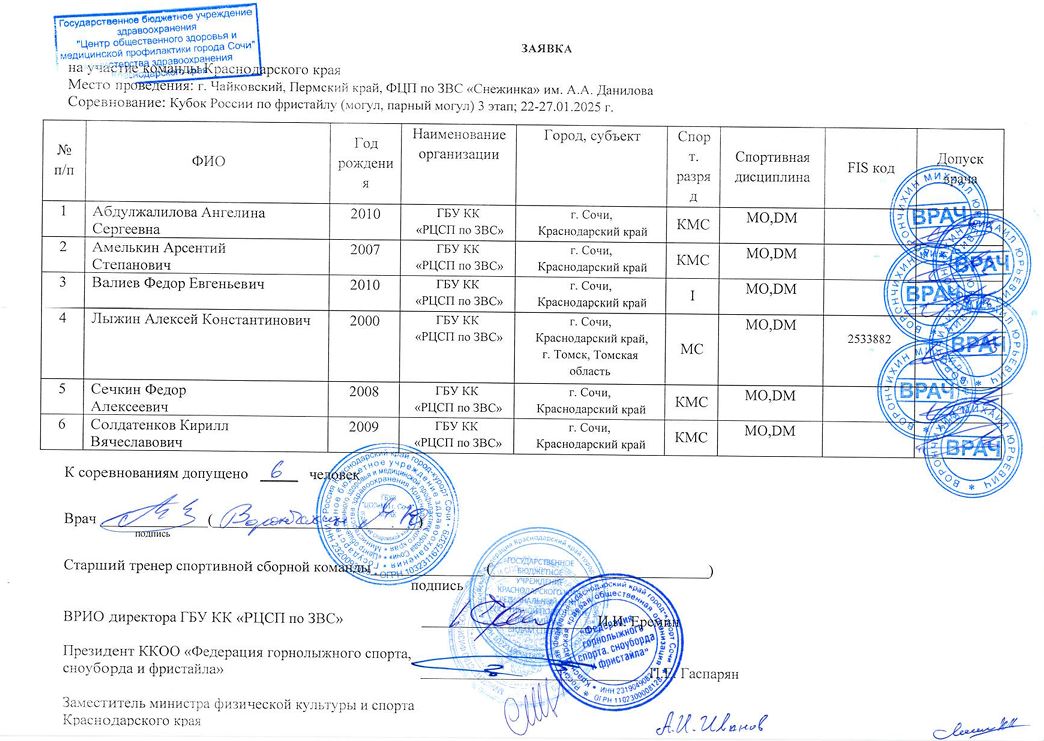 Государственное бюджетное учреждение
здравоохранения
"Центр общественного здоровья и
медицинской профилактики города Сочи"
министерства здравоохранения
Краснодарского края
ЗАЯВКА
на участие команды Краснодарского края
Место проведения: г. Чайковский, Пермский край, ФЦП по ЗВС «Снежинка» им. А.А. Данилова
Соревнование: Кубок России по фристайлу (могул, парный могул) 3 этап; 22-27.01.2025 г.
№ п/п ФИО Год рождения Наименование организации Город, субъект Спорт. разряд Спортивная дисциплина FIS код Допуск врача
1 Абдулжалилова Ангелина Сергеевна 2010 ГБУ КК «РЦСП по ЗВС» г. Сочи, Краснодарский край КМС MO,DM
2 Амелькин Арсентий Степанович 2007 ГБУ КК «РЦСП по ЗВС» г. Сочи, Краснодарский край КМС MO,DM
3 Валиев Федор Евгеньевич 2010 ГБУ КК «РЦСП по ЗВС» г. Сочи, Краснодарский край I MO,DM
4 Лыжин Алексей Константинович 2000 ГБУ КК «РЦСП по ЗВС» г. Сочи, Краснодарский край, г. Томск, Томская область МС MO,DM 2533882
5 Сечкин Федор Алексеевич 2008 ГБУ КК «РЦСП по ЗВС» г. Сочи, Краснодарский край КМС MO,DM
6 Солдатенков Кирилл Вячеславович 2009 ГБУ КК «РЦСП по ЗВС» г. Сочи, Краснодарский край КМС MO,DM
ВРАЧ
ВРАЧ
ВРАЧ
ВРАЧ
ВРАЧ
ВРАЧ
ВОРОНЧИХИН МИХАИЛ ЮРЬЕВИЧ
К соревнованиям допущено 6 человек
Врач (
подпись
Старший тренер спортивной сборной команды ( )
подпись
ВРИО директора ГБУ КК «РЦСП по ЗВС» И.И. Еремин
Президент ККОО «Федерация горнолыжного спорта,
сноуборда и фристайла» Гаспарян
«Федерация
горнолыжного
спорта, сноуборда
и фристайла"
Заместитель министра физической культуры и спорта
Краснодарского края
А.И.Иванов